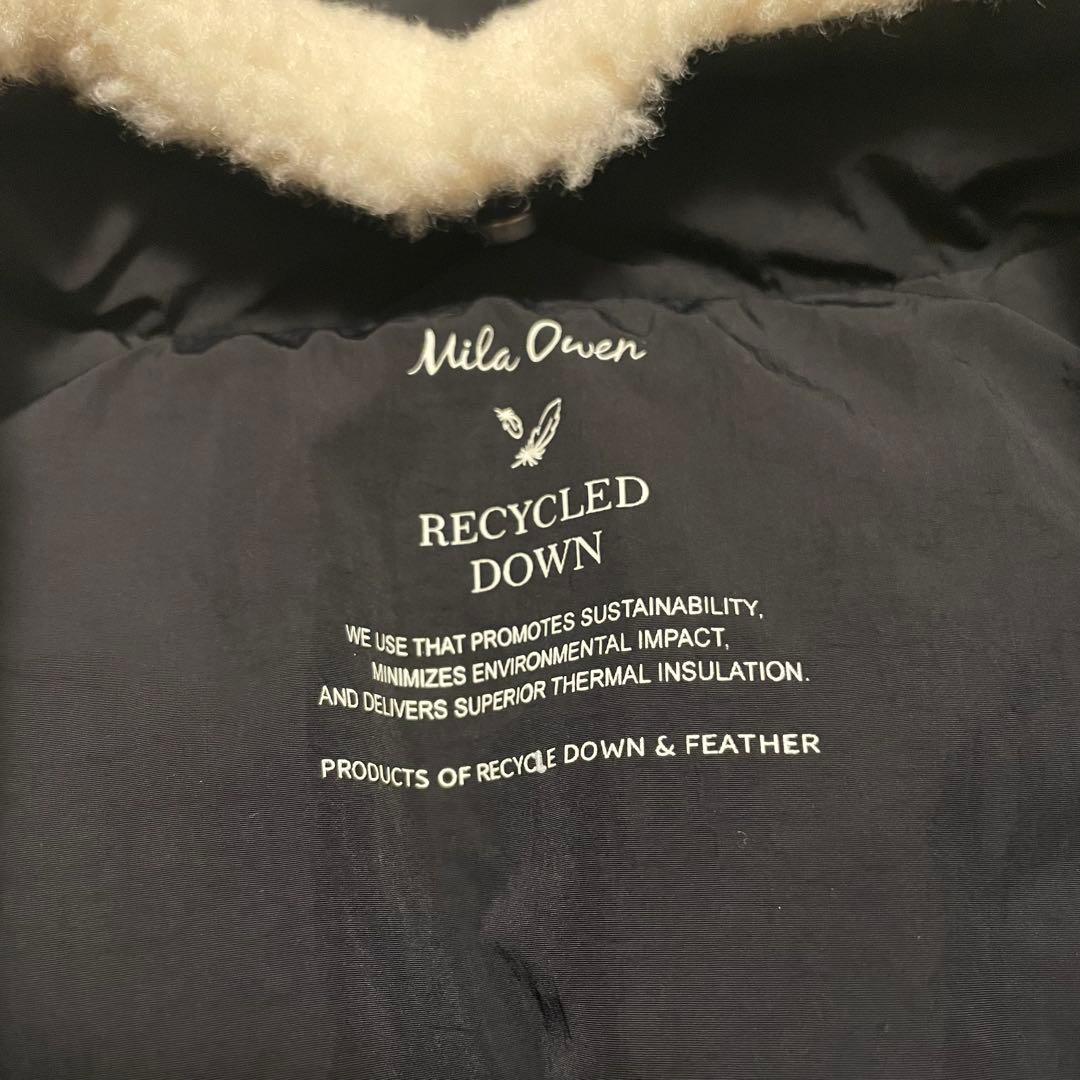 Mila Owen
RECYCLED
DOWN
WE USE THAT PROMOTES SUSTAINABILITY,
MINIMIZES ENVIRONMENTAL IMPACT,
AND DELIVERS SUPERIOR THERMAL INSULATION.
PRODUCTS OF RECYCLE DOWN & FEATHER